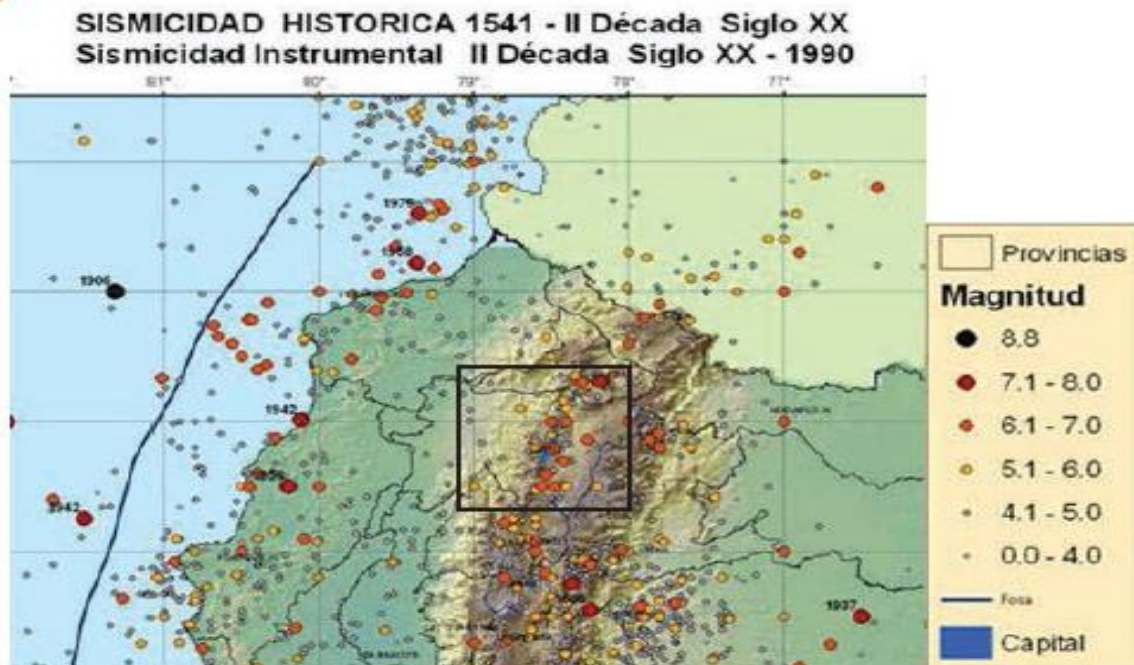 SISMICIDAD HISTORICA 1541 - II Década Siglo XX
Sismicidad Instrumental II Década Siglo XX - 1990
81° 80° 79° 78° 77°
1906
1942
1942
1937
Provincias
Magnitud
8.8
7.1 - 8.0
6.1 - 7.0
5.1 - 6.0
4.1 - 5.0
0.0 - 4.0
Fosa
Capital